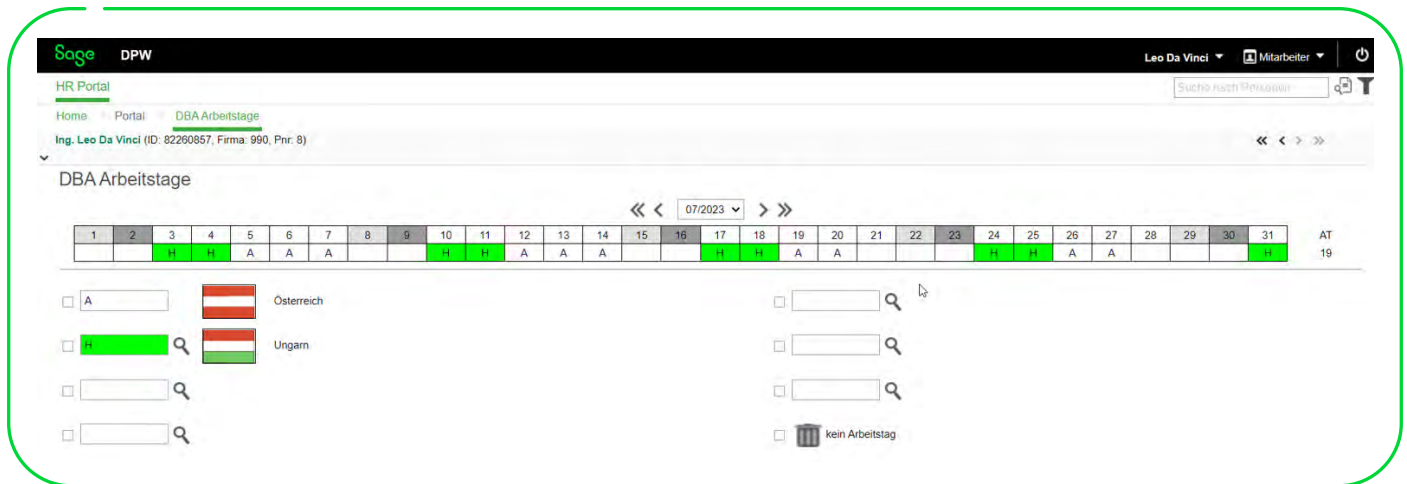 Sage DPW Leo Da Vinci Mitarbeiter
HR Portal Suche nach Personen
Home Portal DBA Arbeitstage
Ing. Leo Da Vinci (ID: 82260857, Firma: 990, Pnr: 8)
DBA Arbeitstage
07/2023
1 2 3 4 5 6 7 8 9 10 11 12 13 14 15 16 17 18 19 20 21 22 23 24 25 26 27 28 29 30 31 AT
H H A A A H H A A A H H A A H H A A H 19
A Österreich
H Ungarn
kein Arbeitstag